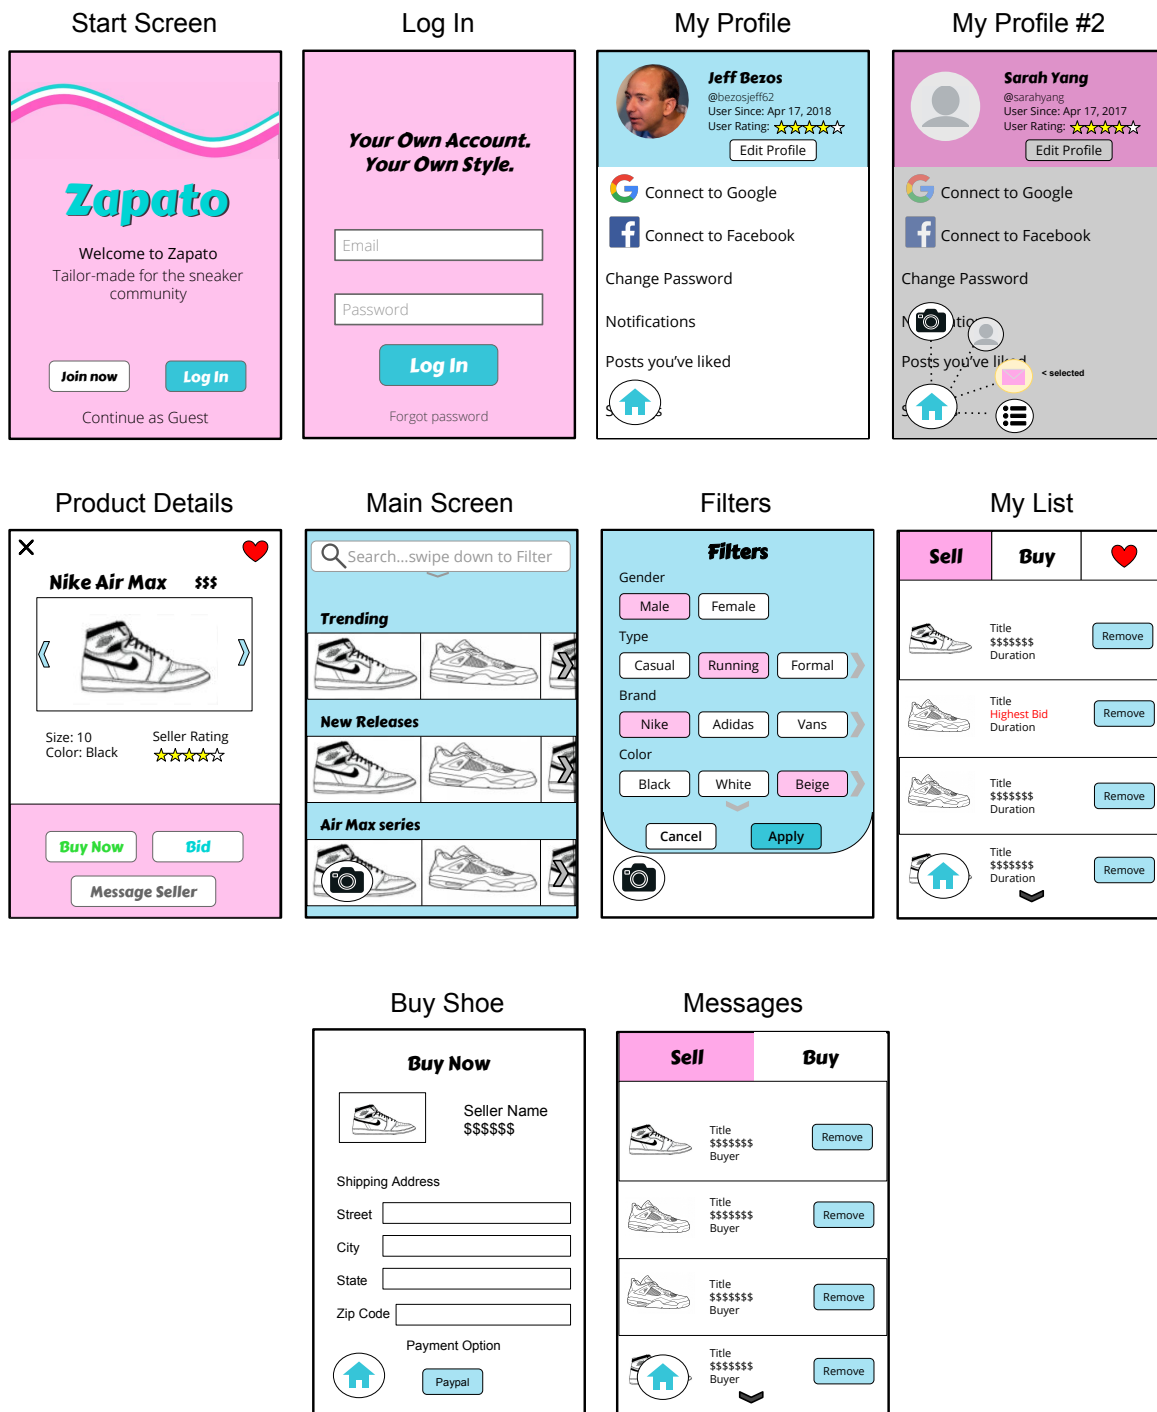 Start Screen
Zapato
Welcome to Zapato
Tailor-made for the sneaker
community
Join now
Log In
Continue as Guest
Log In
Your Own Account.
Your Own Style.
Email
Password
Log In
Forgot password
My Profile
Jeff Bezos
@bezosjeff62
User Since: Apr 17, 2018
User Rating:
Edit Profile
Connect to Google
Connect to Facebook
Change Password
Notifications
Posts you've liked
My Profile #2
Sarah Yang
@sarahyang
User Since: Apr 17, 2017
User Rating:
Edit Profile
Connect to Google
Connect to Facebook
Change Password
Posts you've liked
< selected
Product Details
Nike Air Max $$$
Size: 10
Color: Black
Seller Rating
Buy Now
Bid
Message Seller
Main Screen
Search...swipe down to Filter
Trending
New Releases
Air Max series
Filters
Filters
Gender
Male
Female
Type
Casual
Running
Formal
Brand
Nike
Adidas
Vans
Color
Black
White
Beige
Cancel
Apply
My List
Sell
Buy
Title
$$$$$$$
Duration
Remove
Title
Highest Bid
Duration
Remove
Title
$$$$$$$
Duration
Remove
Title
$$$$$$$
Duration
Remove
Buy Shoe
Buy Now
Seller Name
$$$$$$
Shipping Address
Street
City
State
Zip Code
Payment Option
Paypal
Messages
Sell
Buy
Title
$$$$$$$
Buyer
Remove
Title
$$$$$$$
Buyer
Remove
Title
$$$$$$$
Buyer
Remove
Title
$$$$$$$
Buyer
Remove